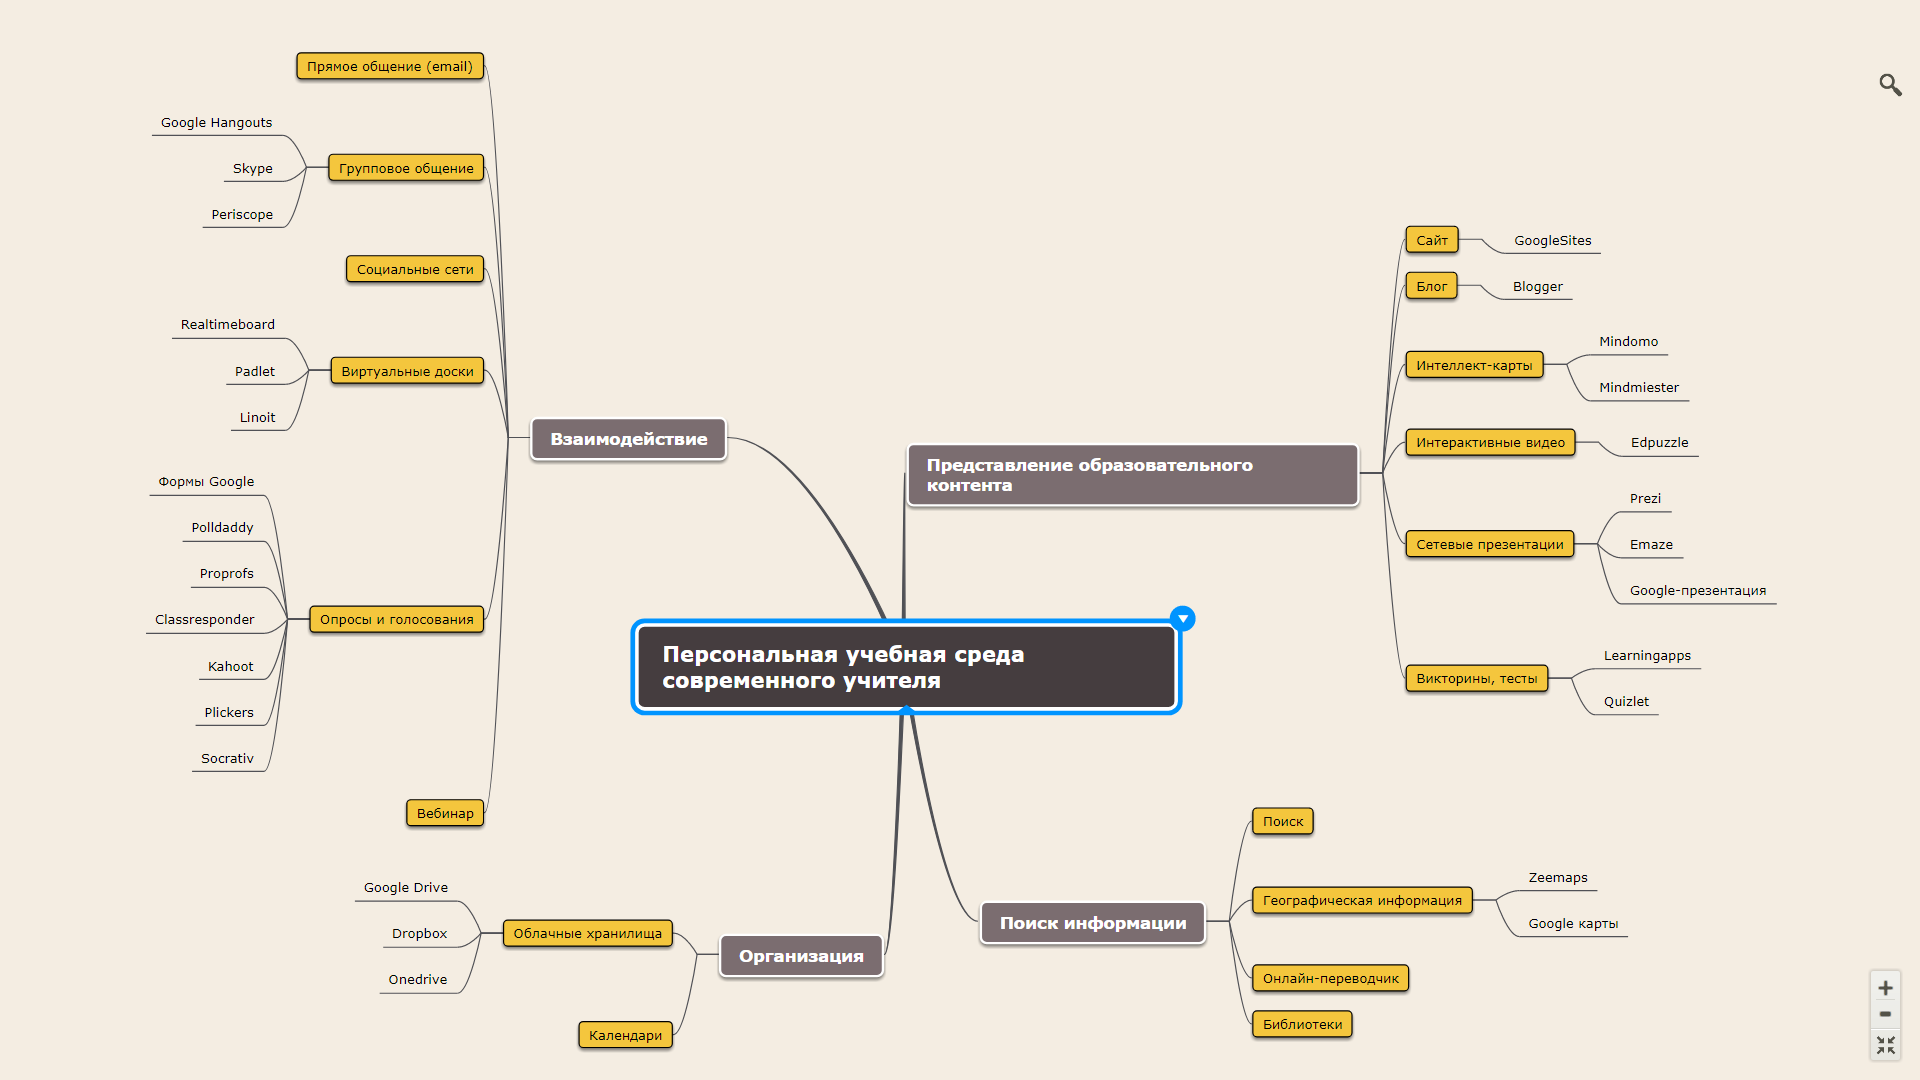 Прямое общение (email)
Google Hangouts
Skype
Periscope
Групповое общение
Социальные сети
Realtimeboard
Padlet
Linoit
Виртуальные доски
Взаимодействие
Формы Google
Polldaddy
Proprofs
Classresponder
Kahoot
Plickers
Socrativ
Опросы и голосования
Вебинар
Представление образовательного
контента
Сайт
GoogleSites
Блог
Blogger
Интеллект-карты
Mindomo
Mindmiester
Интерактивные видео
Edpuzzle
Сетевые презентации
Prezi
Emaze
Google-презентация
Викторины, тесты
Learningapps
Quizlet
Персональная учебная среда
современного учителя
Google Drive
Dropbox
Onedrive
Облачные хранилища
Календари
Организация
Поиск информации
Поиск
Географическая информация
Zeemaps
Google карты
Онлайн-переводчик
Библиотеки